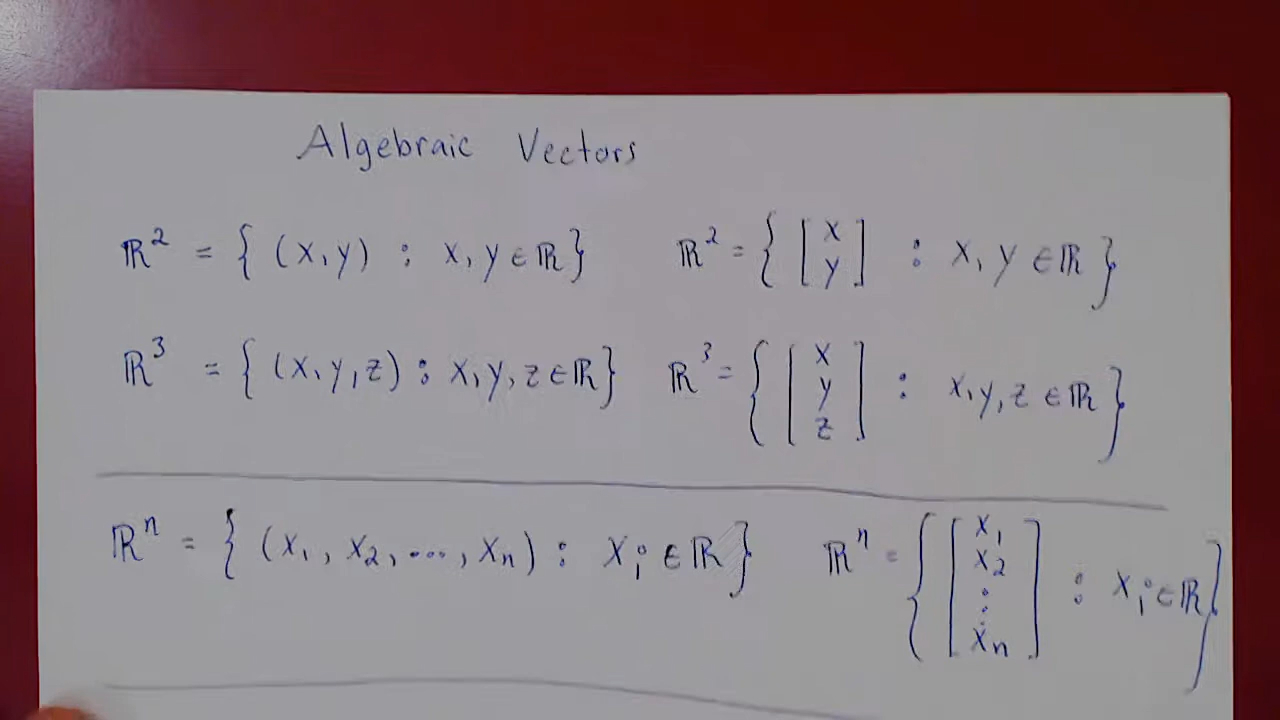 Algebraic Vectors
ℝ² = { (x,y) : x,y ∈ ℝ } ℝ² = { [x y] : x, y ∈ ℝ }
ℝ³ = { (x,y,z) : x,y,z ∈ ℝ } ℝ³ = { [x y z] : x,y,z ∈ ℝ }
ℝⁿ = { (x₁, x₂, ..., xₙ) : xᵢ ∈ ℝ } ℝⁿ = { [x₁ x₂ ⋮ xₙ] : xᵢ ∈ ℝ }